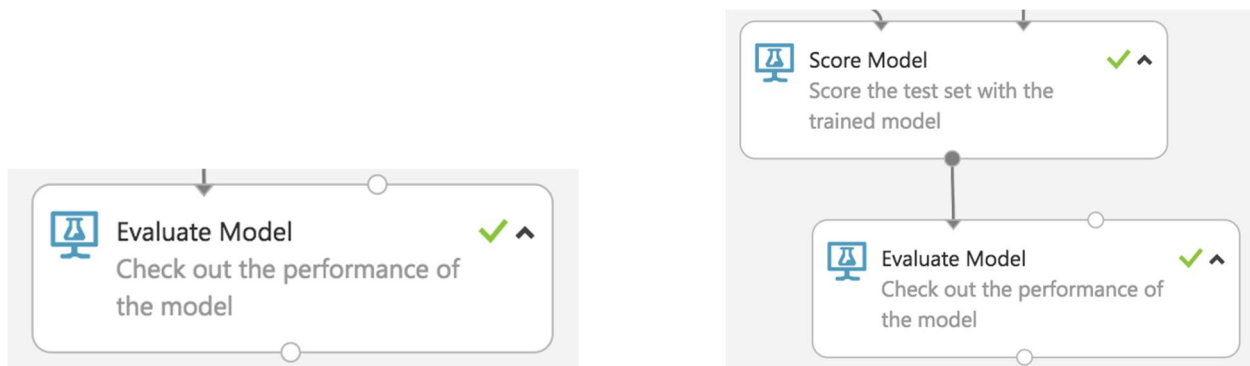 Evaluate Model
Check out the performance of
the model
Score Model
Score the test set with the
trained model
Evaluate Model
Check out the performance of
the model